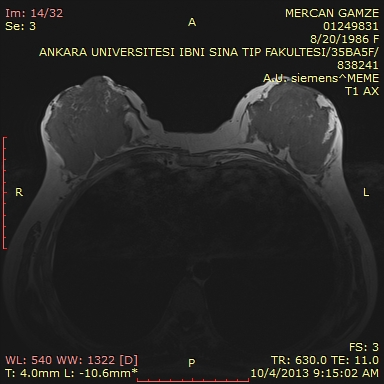 Im: 14/32
Se: 3
A
MERCAN GAMZE
01249831
8/20/1986 F
ANKARA UNIVERSITESI IBNI SINA TIP FAKULTESI/35BA5F/
838241
A.U. siemens^MEME
T1 AX
R
L
WL: 540 WW: 1322 [D]
T: 4.0mm L: -10.6mm*
P
FS: 3
TR: 630.0 TE: 11.0
10/4/2013 9:15:02 AM